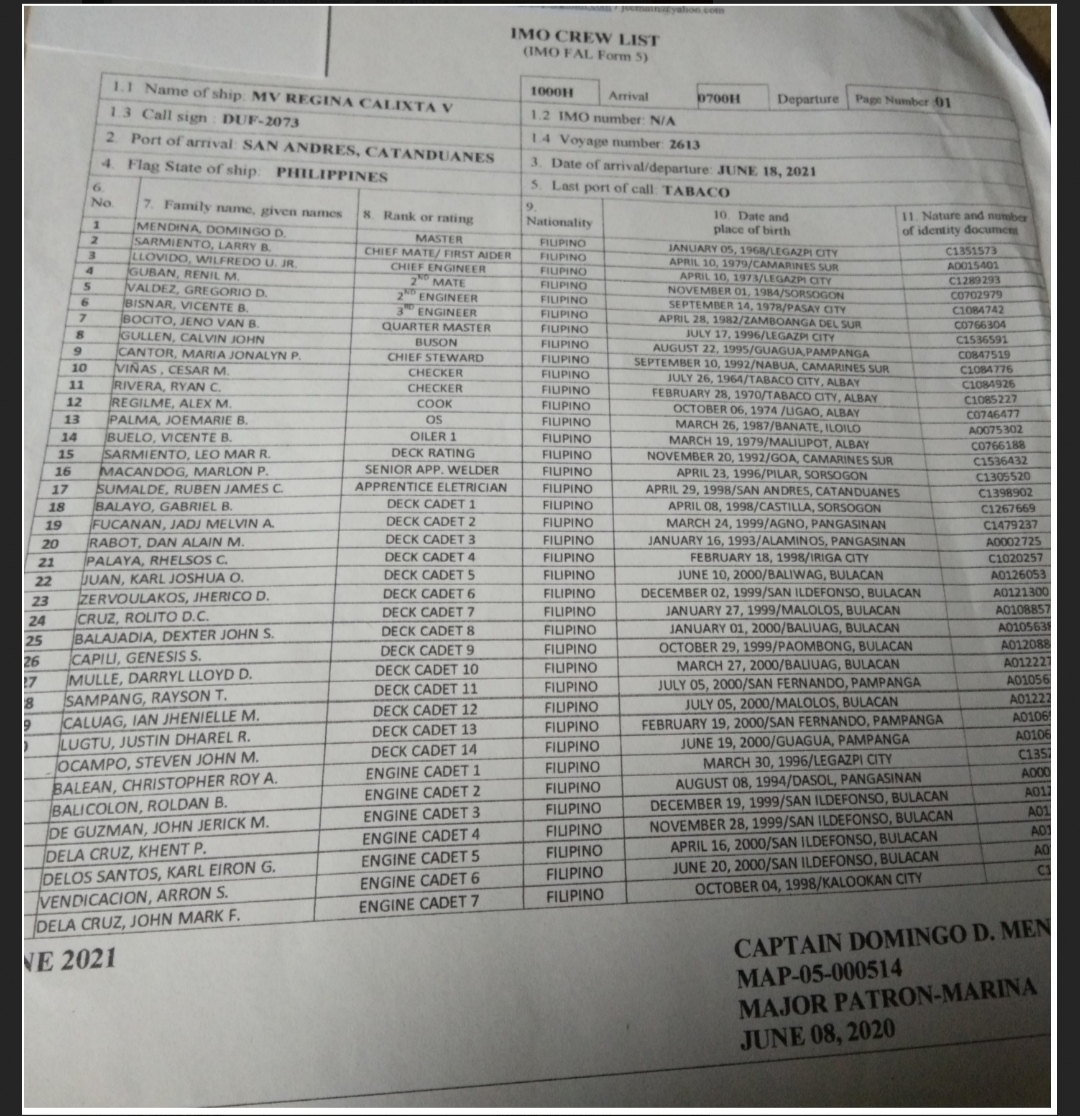 IMO CREW LIST
(IMO FAL Form 5)
1000H Arrival 0700H Departure Page Number :01
1.1 Name of ship: MV REGINA CALIXTA V 1.2 IMO number: N/A
1.3 Call sign : DUF-2073 1.4 Voyage number: 2613
2. Port of arrival: SAN ANDRES, CATANDUANES 3. Date of arrival/departure: JUNE 18, 2021
4. Flag State of ship: PHILIPPINES 5. Last port of call: TABACO
6. No. 7. Family name, given names 8. Rank or rating 9. Nationality 10. Date and place of birth 11. Nature and number of identity document
1 MENDINA, DOMINGO D. MASTER FILIPINO JANUARY 05, 1968/LEGAZPI CITY C1351573
2 SARMIENTO, LARRY B. CHIEF MATE/ FIRST AIDER FILIPINO APRIL 10, 1979/CAMARINES SUR A0015401
3 LLOVIDO, WILFREDO U. JR. CHIEF ENGINEER FILIPINO APRIL 10, 1973/LEGAZPI CITY C1289293
4 GUBAN, RENIL M. 2ND MATE FILIPINO NOVEMBER 01, 1984/SORSOGON C0702979
5 VALDEZ, GREGORIO D. 2ND ENGINEER FILIPINO SEPTEMBER 14, 1978/PASAY CITY C1084742
6 BISNAR, VICENTE B. 3RD ENGINEER FILIPINO APRIL 28, 1982/ZAMBOANGA DEL SUR C0766304
7 BOCITO, JENO VAN B. QUARTER MASTER FILIPINO JULY 17, 1996/LEGAZPI CITY C1536591
8 GULLEN, CALVIN JOHN BUSON FILIPINO AUGUST 22, 1995/GUAGUA,PAMPANGA C0847519
9 CANTOR, MARIA JONALYN P. CHIEF STEWARD FILIPINO SEPTEMBER 10, 1992/NABUA, CAMARINES SUR C1084776
10 VIÑAS , CESAR M. CHECKER FILIPINO JULY 26, 1964/TABACO CITY, ALBAY C1084926
11 RIVERA, RYAN C. CHECKER FILIPINO FEBRUARY 28, 1970/TABACO CITY, ALBAY C1085227
12 REGILME, ALEX M. COOK FILIPINO OCTOBER 06, 1974 /LIGAO, ALBAY C0746477
13 PALMA, JOEMARIE B. OS FILIPINO MARCH 26, 1987/BANATE, ILOILO A0075302
14 BUELO, VICENTE B. OILER 1 FILIPINO MARCH 19, 1979/MALILIPOT, ALBAY C0766188
15 SARMIENTO, LEO MAR R. DECK RATING FILIPINO NOVEMBER 20, 1992/GOA, CAMARINES SUR C1536432
16 MACANDOG, MARLON P. SENIOR APP. WELDER FILIPINO APRIL 23, 1996/PILAR, SORSOGON C1305520
17 SUMALDE, RUBEN JAMES C. APPRENTICE ELETRICIAN FILIPINO APRIL 29, 1998/SAN ANDRES, CATANDUANES C1398902
18 BALAYO, GABRIEL B. DECK CADET 1 FILIPINO APRIL 08, 1998/CASTILLA, SORSOGON C1267669
19 FUCANAN, JADJ MELVIN A. DECK CADET 2 FILIPINO MARCH 24, 1999/AGNO, PANGASINAN C1479237
20 RABOT, DAN ALAIN M. DECK CADET 3 FILIPINO JANUARY 16, 1993/ALAMINOS, PANGASINAN A0002725
21 PALAYA, RHELSOS C. DECK CADET 4 FILIPINO FEBRUARY 18, 1998/IRIGA CITY C1020257
22 JUAN, KARL JOSHUA O. DECK CADET 5 FILIPINO JUNE 10, 2000/BALIWAG, BULACAN A0126053
23 ZERVOULAKOS, JHERICO D. DECK CADET 6 FILIPINO DECEMBER 02, 1999/SAN ILDEFONSO, BULACAN A0121300
24 CRUZ, ROLITO D.C. DECK CADET 7 FILIPINO JANUARY 27, 1999/MALOLOS, BULACAN A0108857
25 BALAJADIA, DEXTER JOHN S. DECK CADET 8 FILIPINO JANUARY 01, 2000/BALIUAG, BULACAN A010563
26 CAPILI, GENESIS S. DECK CADET 9 FILIPINO OCTOBER 29, 1999/PAOMBONG, BULACAN A012088
27 MULLE, DARRYL LLOYD D. DECK CADET 10 FILIPINO MARCH 27, 2000/BALIUAG, BULACAN A01222
8 SAMPANG, RAYSON T. DECK CADET 11 FILIPINO JULY 05, 2000/SAN FERNANDO, PAMPANGA A01056
9 CALUAG, IAN JHENIELLE M. DECK CADET 12 FILIPINO JULY 05, 2000/MALOLOS, BULACAN A01222
LUGTU, JUSTIN DHAREL R. DECK CADET 13 FILIPINO FEBRUARY 19, 2000/SAN FERNANDO, PAMPANGA A0106
OCAMPO, STEVEN JOHN M. DECK CADET 14 FILIPINO JUNE 19, 2000/GUAGUA, PAMPANGA A0106
BALEAN, CHRISTOPHER ROY A. ENGINE CADET 1 FILIPINO MARCH 30, 1996/LEGAZPI CITY C135
BALICOLON, ROLDAN B. ENGINE CADET 2 FILIPINO AUGUST 08, 1994/DASOL, PANGASINAN A000
DE GUZMAN, JOHN JERICK M. ENGINE CADET 3 FILIPINO DECEMBER 19, 1999/SAN ILDEFONSO, BULACAN A01
DELA CRUZ, KHENT P. ENGINE CADET 4 FILIPINO NOVEMBER 28, 1999/SAN ILDEFONSO, BULACAN A01
DELOS SANTOS, KARL EIRON G. ENGINE CADET 5 FILIPINO APRIL 16, 2000/SAN ILDEFONSO, BULACAN A0
VENDICACION, ARRON S. ENGINE CADET 6 FILIPINO JUNE 20, 2000/SAN ILDEFONSO, BULACAN A0
DELA CRUZ, JOHN MARK F. ENGINE CADET 7 FILIPINO OCTOBER 04, 1998/KALOOKAN CITY C1
NE 2021
CAPTAIN DOMINGO D. MEN
MAP-05-000514
MAJOR PATRON-MARINA
JUNE 08, 2020